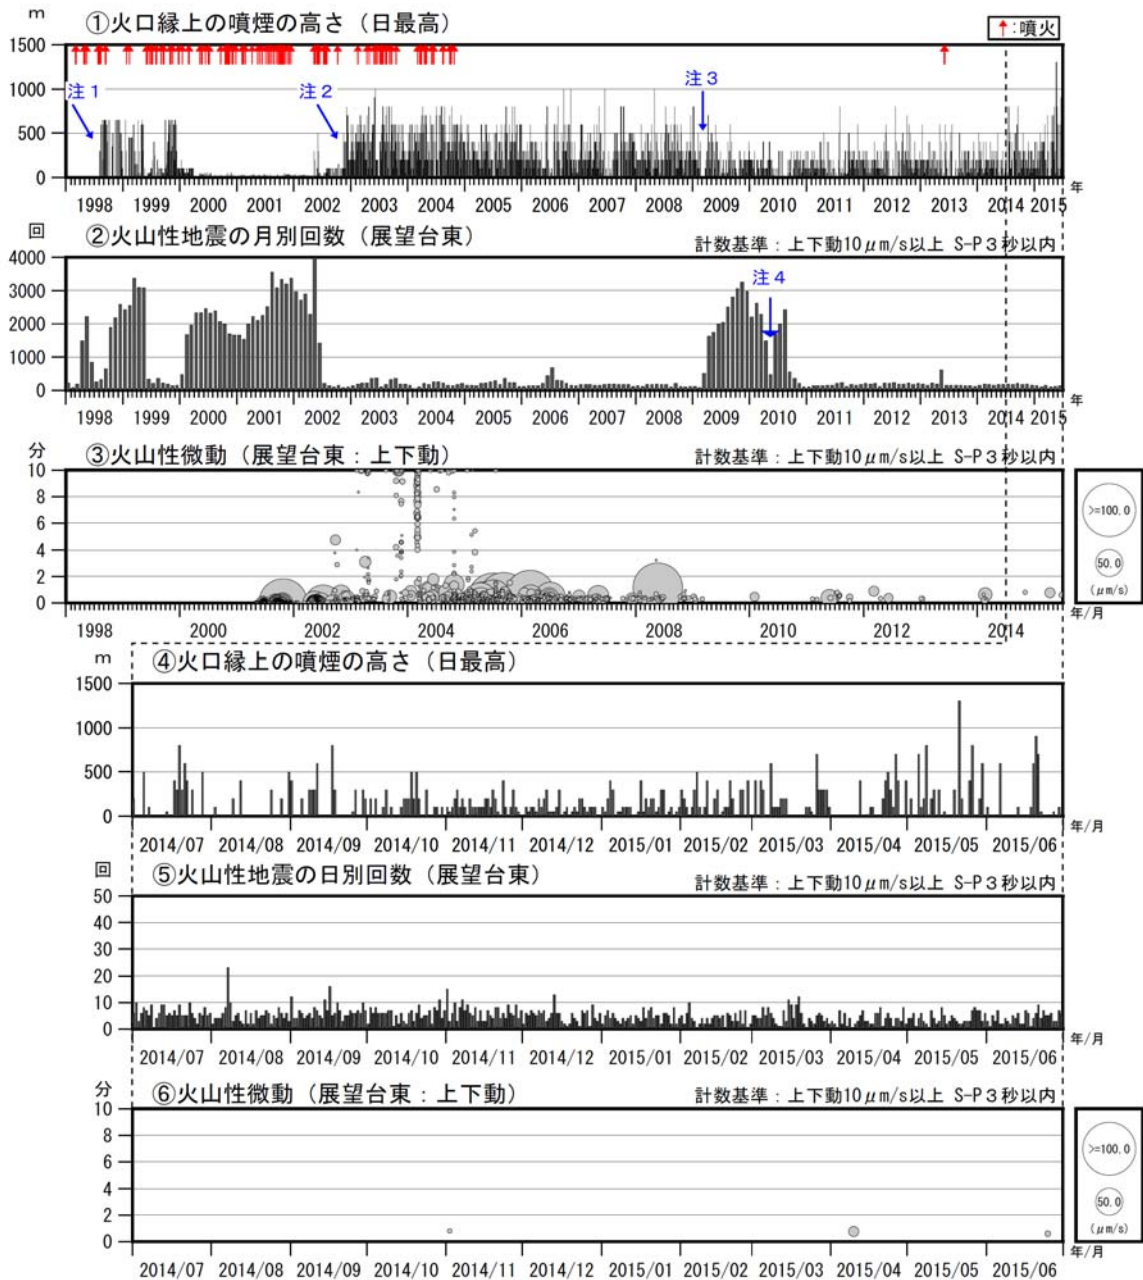 m ①火口縁上の噴煙の高さ（日最高） ↑:噴火
1500
1000
500
0
注１ 注２ 注３
1998 1999 2000 2001 2002 2003 2004 2005 2006 2007 2008 2009 2010 2011 2012 2013 2014 2015 年
回 ②火山性地震の月別回数（展望台東） 計数基準：上下動10μm/s以上 S-P３秒以内
4000
3000
2000
1000
0
注４
1998 1999 2000 2001 2002 2003 2004 2005 2006 2007 2008 2009 2010 2011 2012 2013 2014 2015 年
分 ③火山性微動（展望台東：上下動） 計数基準：上下動10μm/s以上 S-P３秒以内
10
8
6
4
2
0
>=100.0
50.0
(μm/s)
1998 2000 2002 2004 2006 2008 2010 2012 2014 年/月
m ④火口縁上の噴煙の高さ（日最高）
1500
1000
500
0
2014/07 2014/08 2014/09 2014/10 2014/11 2014/12 2015/01 2015/02 2015/03 2015/04 2015/05 2015/06 年/月
回 ⑤火山性地震の日別回数（展望台東） 計数基準：上下動10μm/s以上 S-P３秒以内
50
40
30
20
10
0
2014/07 2014/08 2014/09 2014/10 2014/11 2014/12 2015/01 2015/02 2015/03 2015/04 2015/05 2015/06 年/月
分 ⑥火山性微動（展望台東：上下動） 計数基準：上下動10μm/s以上 S-P３秒以内
10
8
6
4
2
0
>=100.0
50.0
(μm/s)
2014/07 2014/08 2014/09 2014/10 2014/11 2014/12 2015/01 2015/02 2015/03 2015/04 2015/05 2015/06 年/月